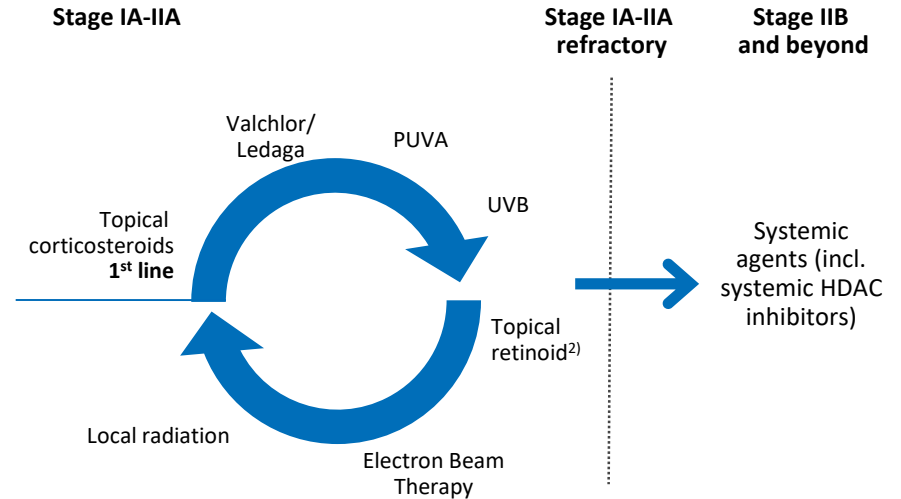 Stage IA-IIA
Stage IA-IIA
refractory
Stage IIB
and beyond
Valchlor/
Ledaga
PUVA
UVB
Topical
corticosteroids
1st line
Topical
retinoid2)
Systemic
agents (incl.
systemic HDAC
inhibitors)
Local radiation
Electron Beam
Therapy